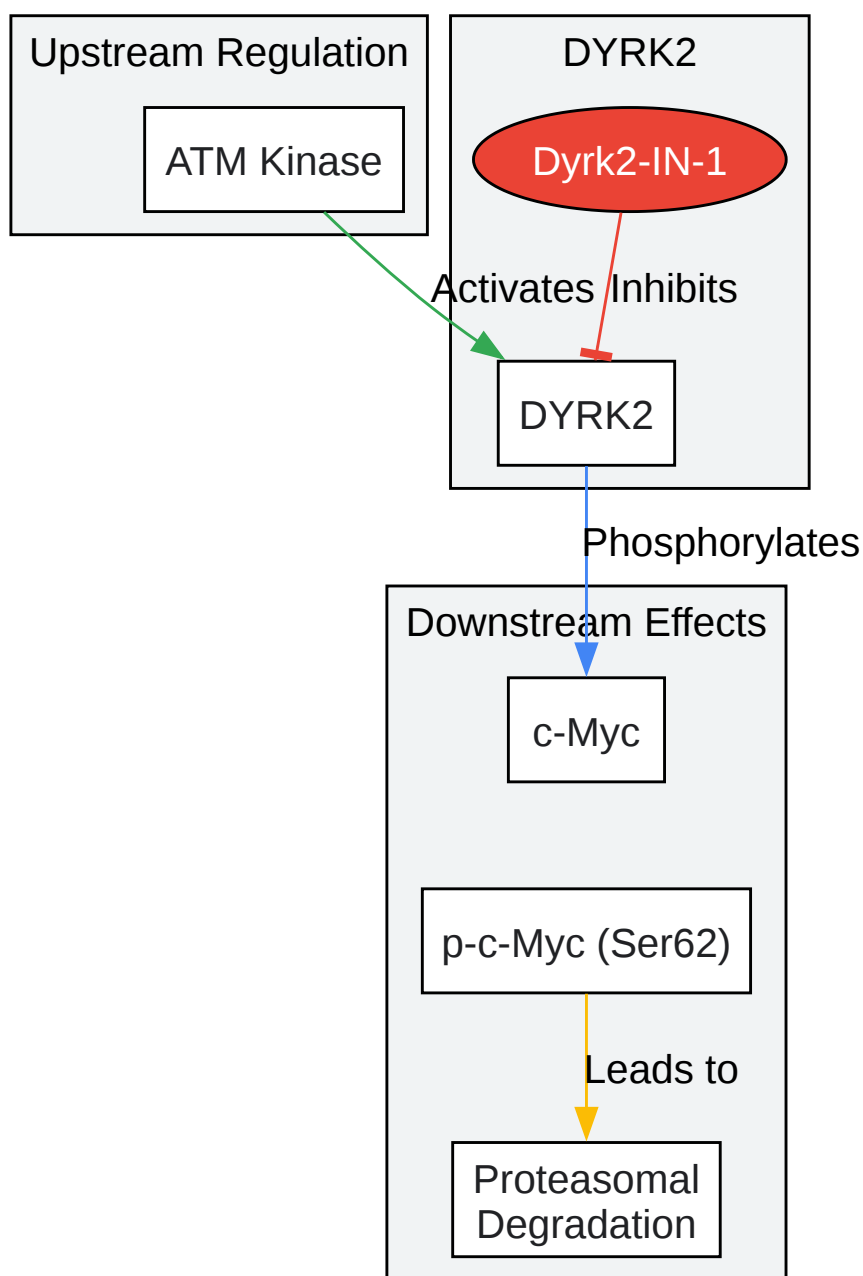 Upstream Regulation
DYRK2
ATM Kinase
Dyrk2-IN-1
Activates
Inhibits
DYRK2
Phosphorylates
Downstream Effects
c-Myc
p-c-Myc (Ser62)
Leads to
Proteasomal
Degradation